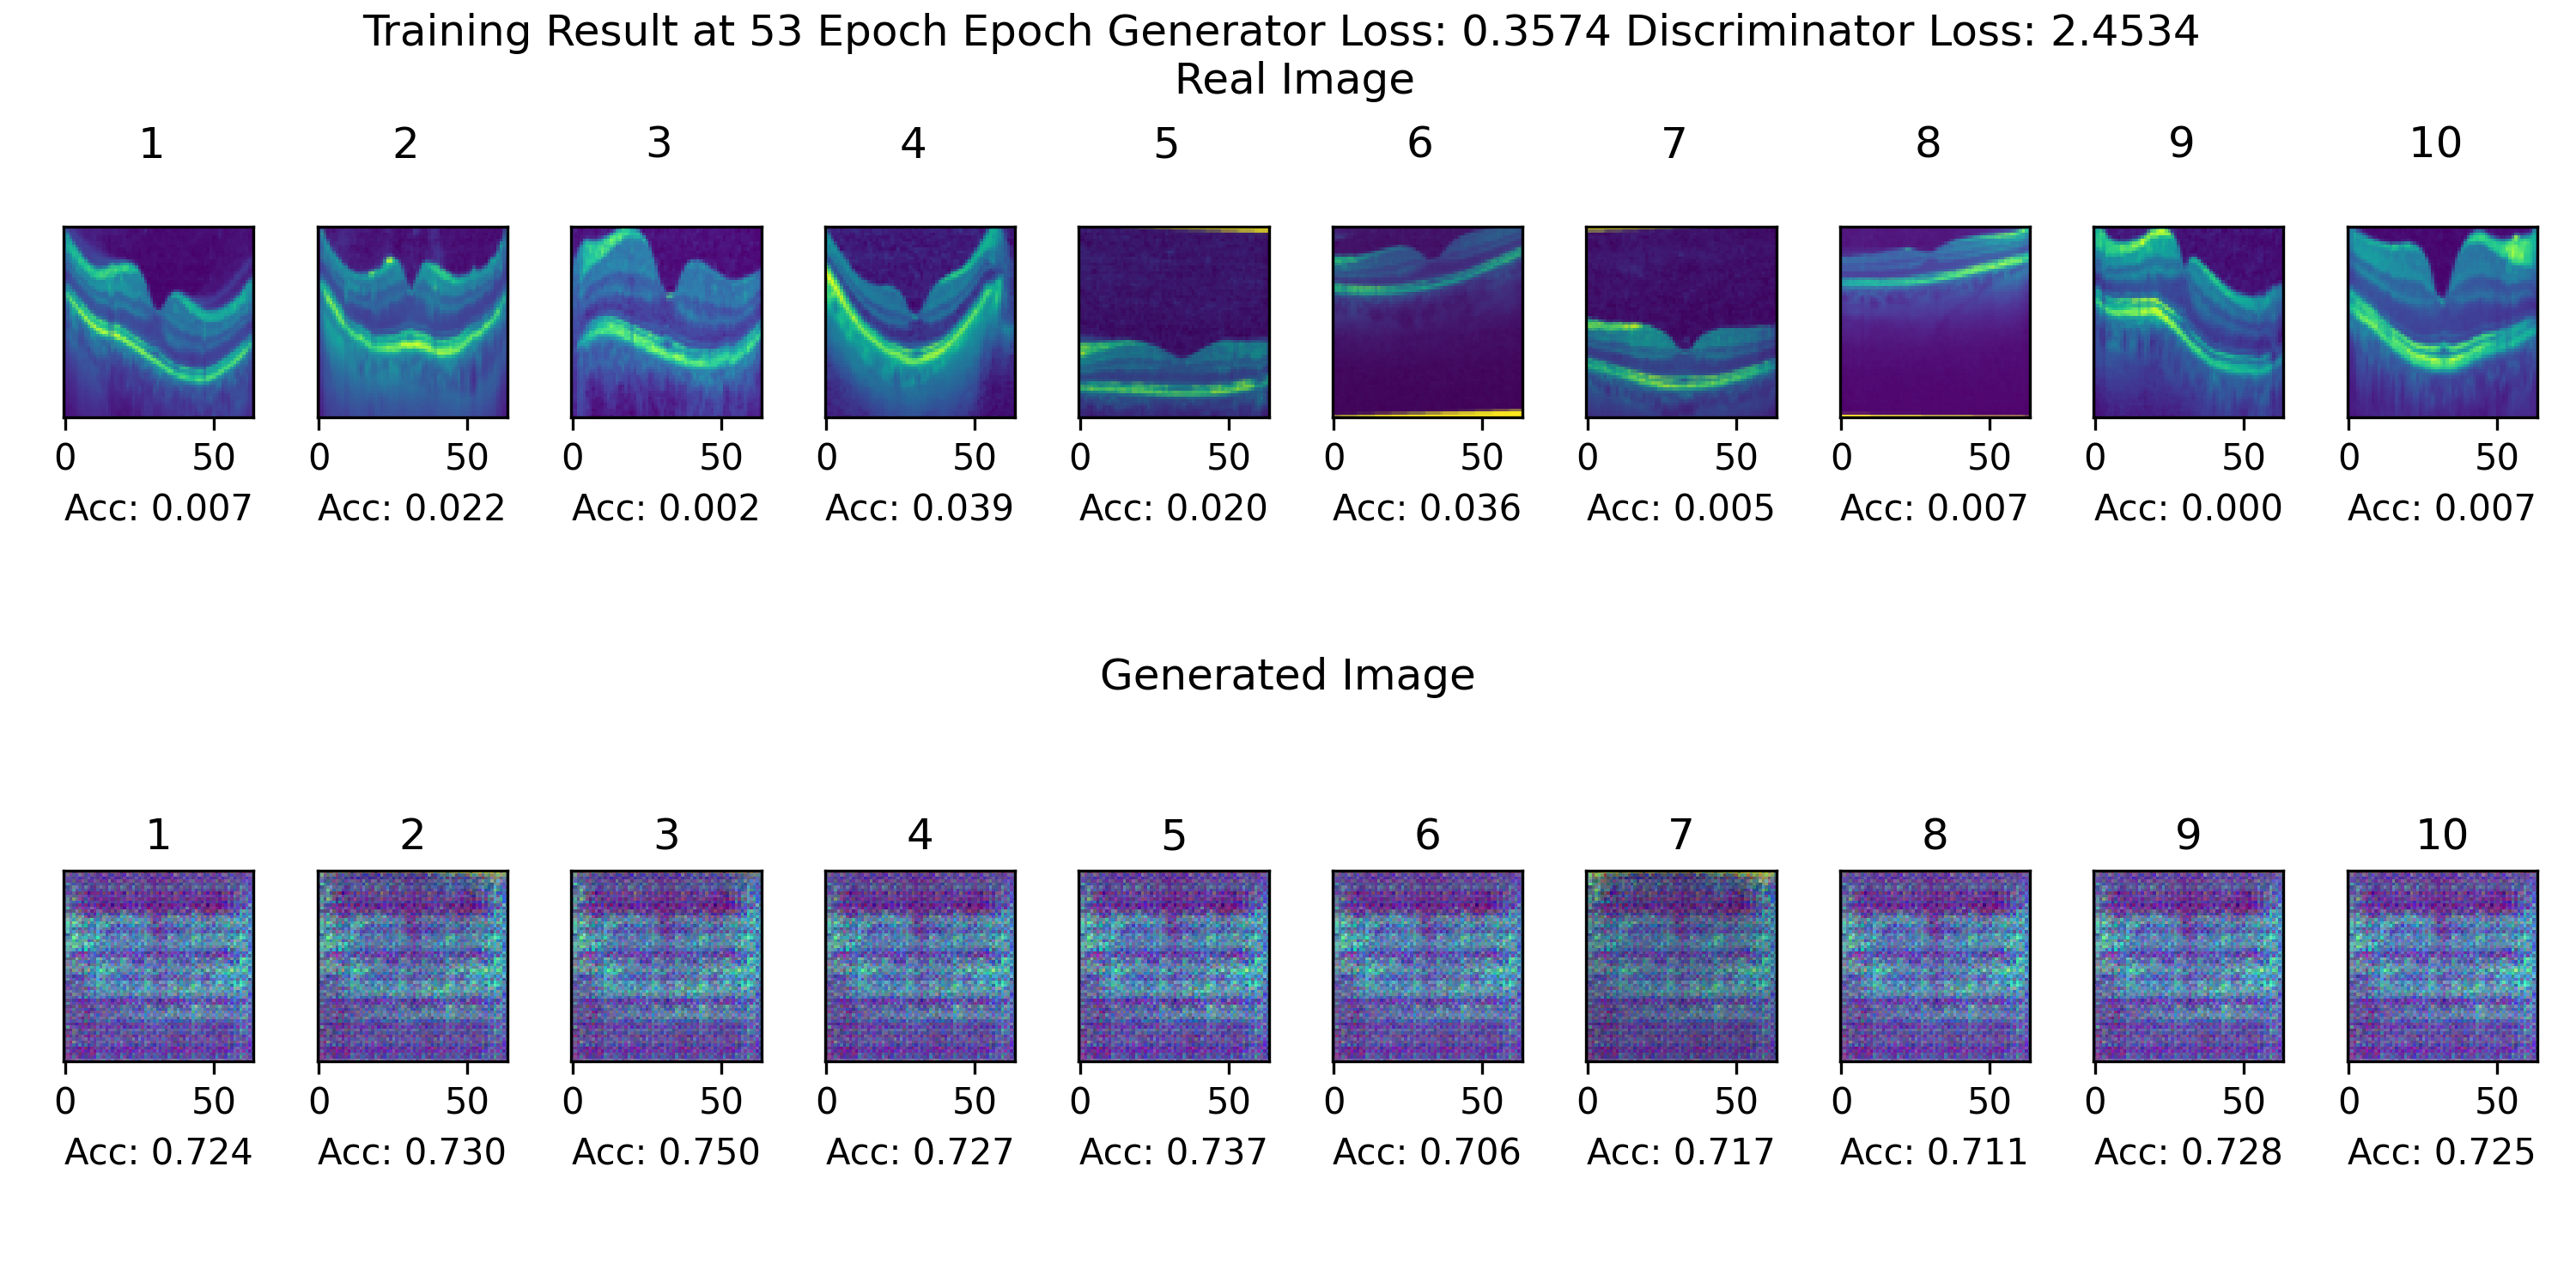 Training Result at 53 Epoch Epoch Generator Loss: 0.3574 Discriminator Loss: 2.4534
Real Image
1 2 3 4 5 6 7 8 9 10
0 50 0 50 0 50 0 50 0 50 0 50 0 50 0 50 0 50 0 50
Acc: 0.007 Acc: 0.022 Acc: 0.002 Acc: 0.039 Acc: 0.020 Acc: 0.036 Acc: 0.005 Acc: 0.007 Acc: 0.000 Acc: 0.007
Generated Image
1 2 3 4 5 6 7 8 9 10
0 50 0 50 0 50 0 50 0 50 0 50 0 50 0 50 0 50 0 50
Acc: 0.724 Acc: 0.730 Acc: 0.750 Acc: 0.727 Acc: 0.737 Acc: 0.706 Acc: 0.717 Acc: 0.711 Acc: 0.728 Acc: 0.725